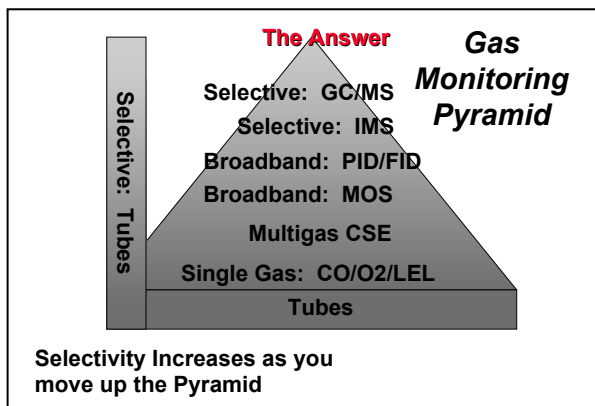 The Answer
Gas
Monitoring
Pyramid
Selective: Tubes
Selective: GC/MS
Selective: IMS
Broadband: PID/FID
Broadband: MOS
Multigas CSE
Single Gas: CO/O2/LEL
Tubes
Selectivity Increases as you
move up the Pyramid